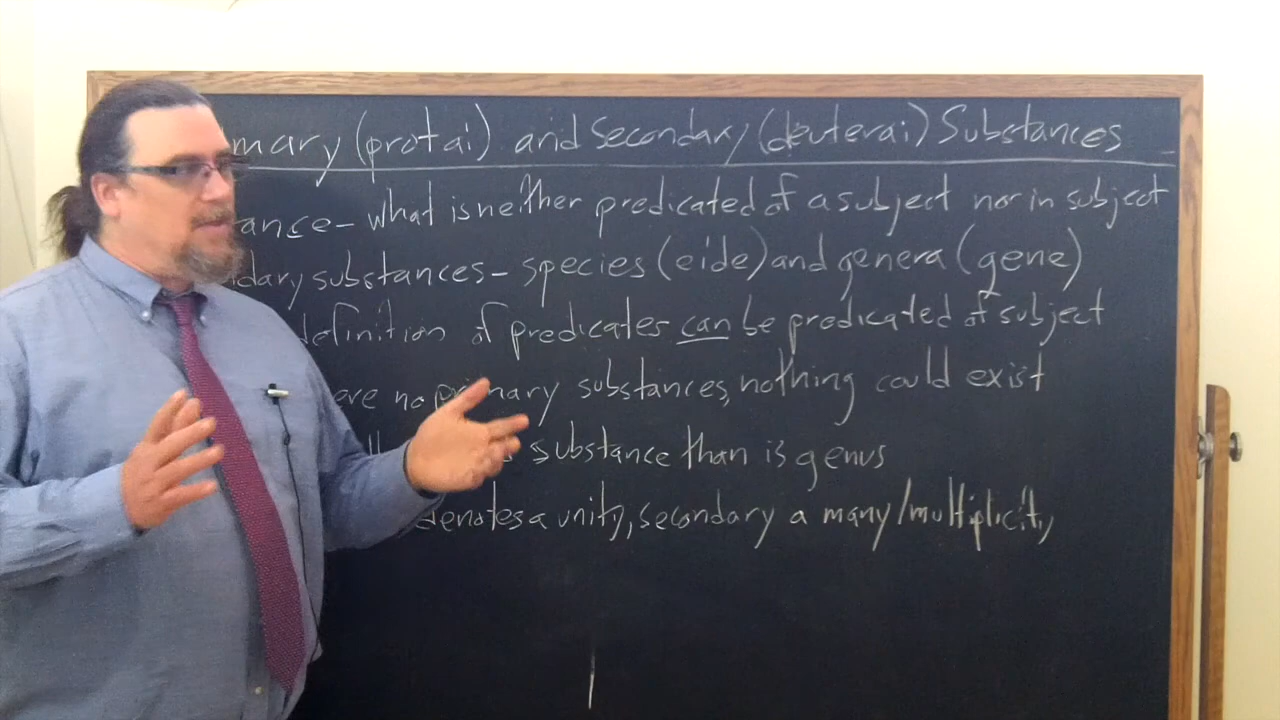 mary (protai) and Secondary (deuterai) Substances
ance - what is neither predicated of a subject nor in subject
dary substances - species (eide) and genera (gene)
definition of predicates can be predicated of subject
ere no primary substances, nothing could exist
substance than is genus
denotes a unity, secondary a many/multiplicity